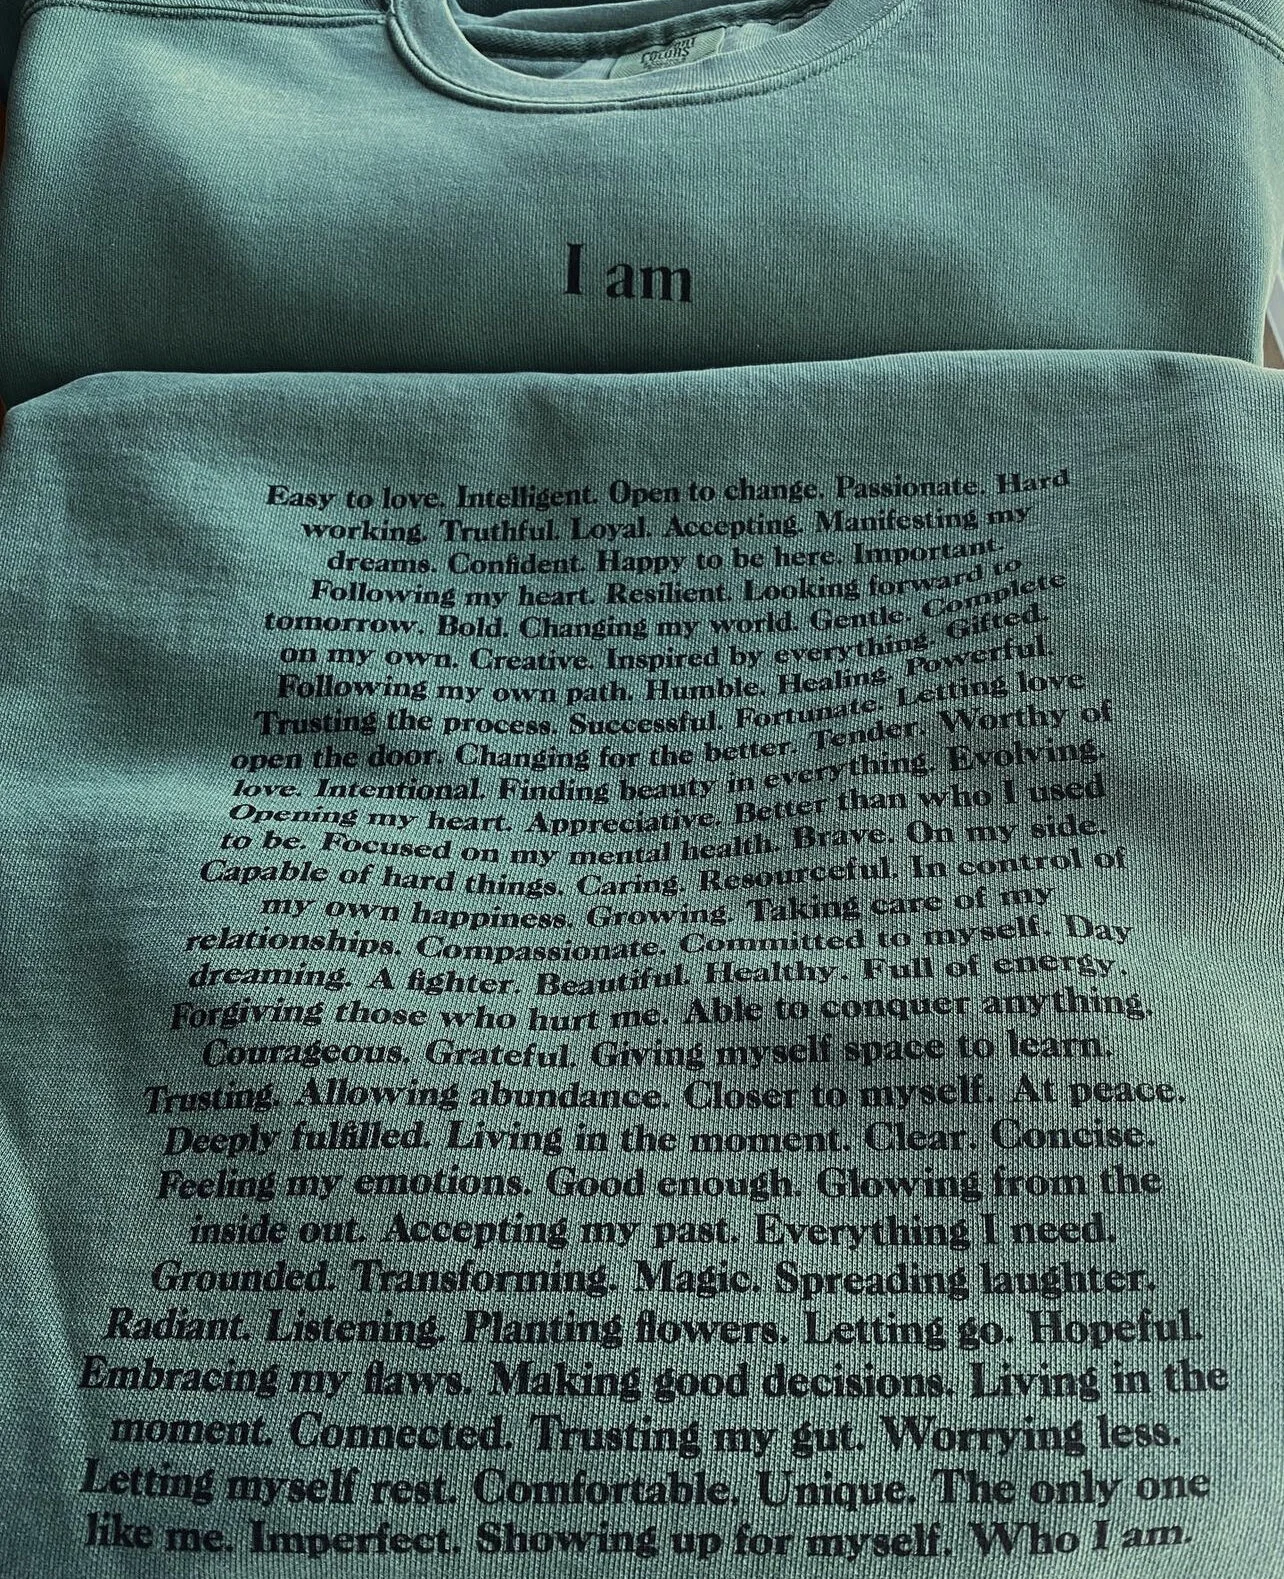 COLORS
I am
Easy to love. Intelligent. Open to change. Passionate. Hard
working. Truthful. Loyal. Accepting. Manifesting my
dreams. Confident. Happy to be here. Important.
Following my heart. Resilient. Looking forward to
tomorrow. Bold. Changing my world. Gentle. Complete
on my own. Creative. Inspired by everything. Gifted.
Following my own path. Humble. Healing. Powerful.
Trusting the process. Successful. Fortunate. Letting love
open the door. Changing for the better. Tender. Worthy of
love. Intentional. Finding beauty in everything. Evolving.
Opening my heart. Appreciative. Better than who I used
to be. Focused on my mental health. Brave. On my side.
Capable of hard things. Caring. Resourceful. In control of
my own happiness. Growing. Taking care of my
relationships. Compassionate. Committed to myself. Day
dreaming. A fighter. Beautiful. Healthy. Full of energy.
Forgiving those who hurt me. Able to conquer anything.
Courageous. Grateful. Giving myself space to learn.
Trusting. Allowing abundance. Closer to myself. At peace.
Deeply fulfilled. Living in the moment. Clear. Concise.
Feeling my emotions. Good enough. Glowing from the
inside out. Accepting my past. Everything I need.
Grounded. Transforming. Magic. Spreading laughter.
Radiant. Listening. Planting flowers. Letting go. Hopeful.
Embracing my flaws. Making good decisions. Living in the
moment. Connected. Trusting my gut. Worrying less.
Letting myself rest. Comfortable. Unique. The only one
like me. Imperfect. Showing up for myself. Who I am.